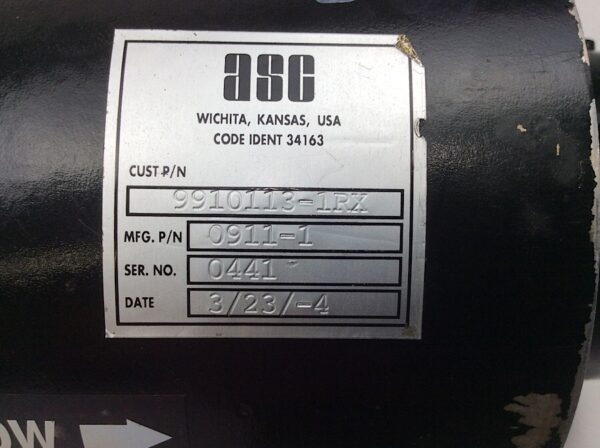 asc
WICHITA, KANSAS, USA
CODE IDENT 34163
CUST P/N
9910113-1RX
MFG. P/N 0911-1
SER. NO. 0441
DATE 3/23/-4
OW